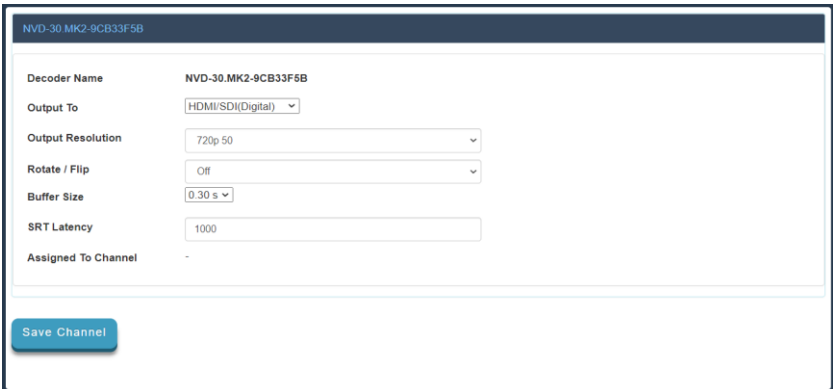 NVD-30.MK2-9CB33F5B
Decoder Name NVD-30.MK2-9CB33F5B
Output To HDMI/SDI(Digital)
Output Resolution 720p 50
Rotate / Flip Off
Buffer Size 0.30 s
SRT Latency 1000
Assigned To Channel -
Save Channel